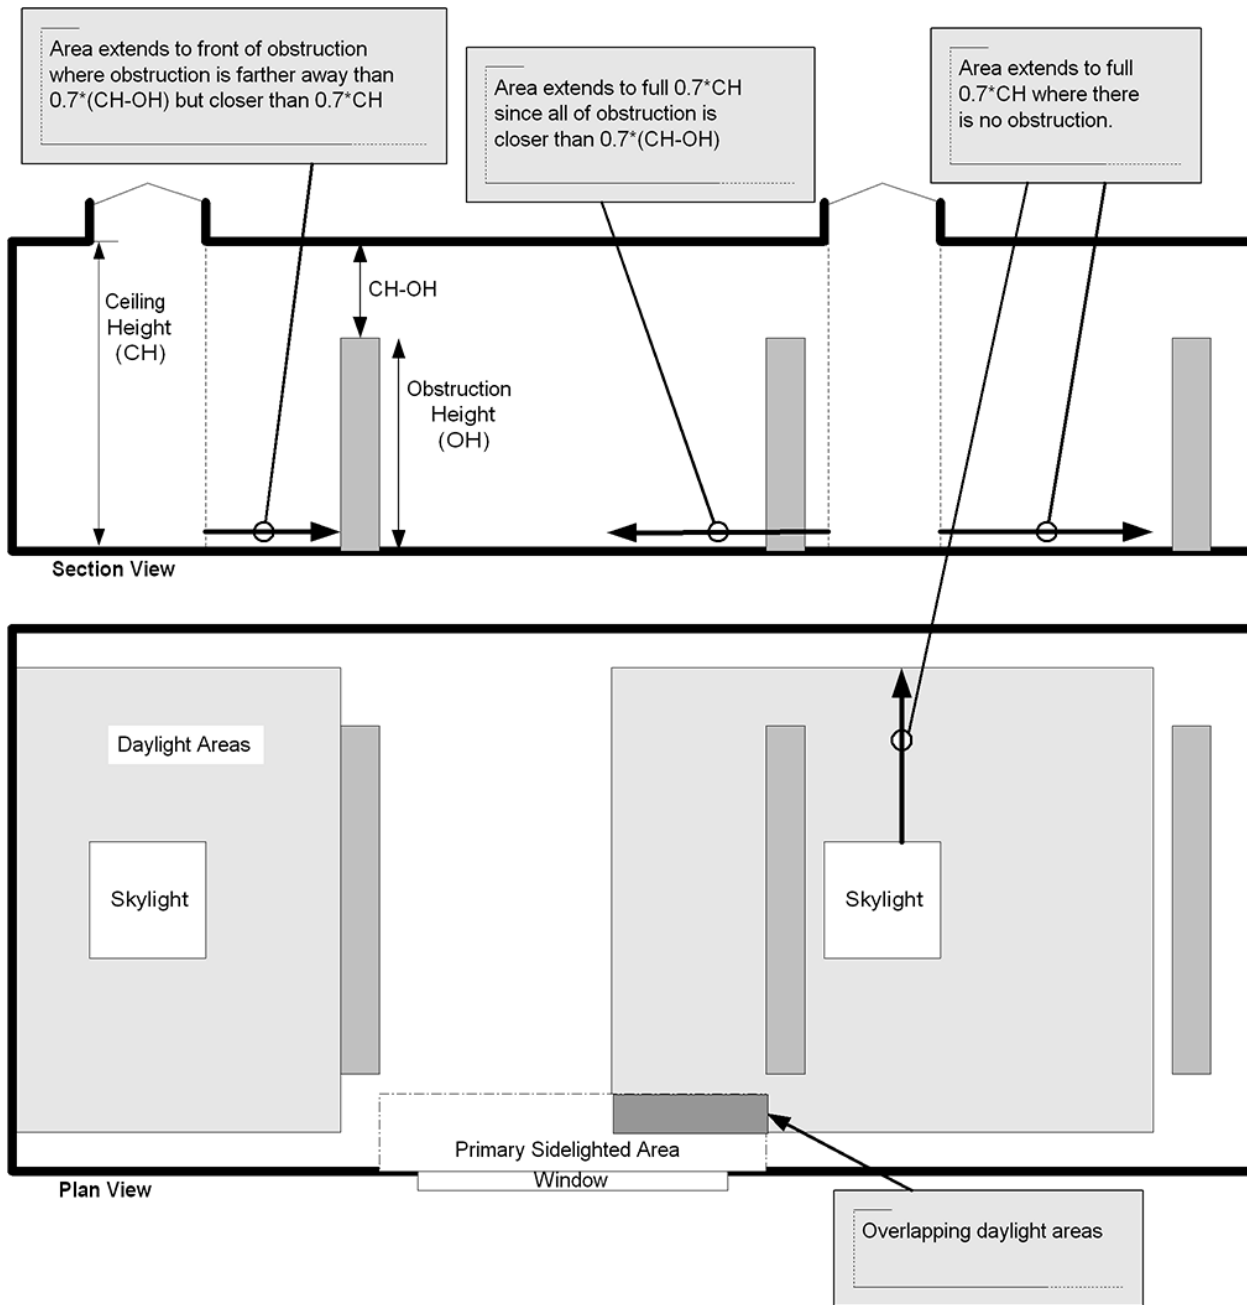 Area extends to front of obstruction
where obstruction is farther away than
0.7*(CH-OH) but closer than 0.7*CH
Area extends to full 0.7*CH
since all of obstruction is
closer than 0.7*(CH-OH)
Area extends to full
0.7*CH where there
is no obstruction.
Ceiling
Height
(CH)
CH-OH
Obstruction
Height
(OH)
Section View
Daylight Areas
Skylight
Skylight
Primary Sidelighted Area
Window
Plan View
Overlapping daylight areas